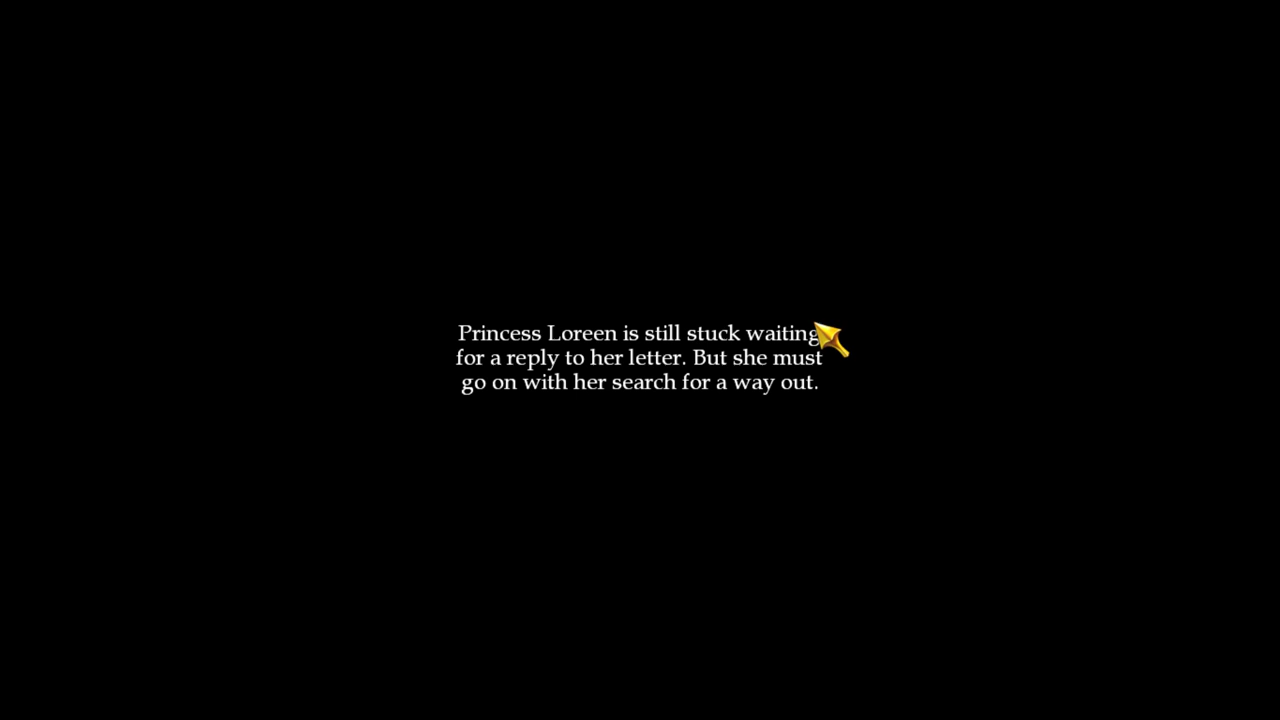 Princess Loreen is still stuck waiting
for a reply to her letter. But she must
go on with her search for a way out.